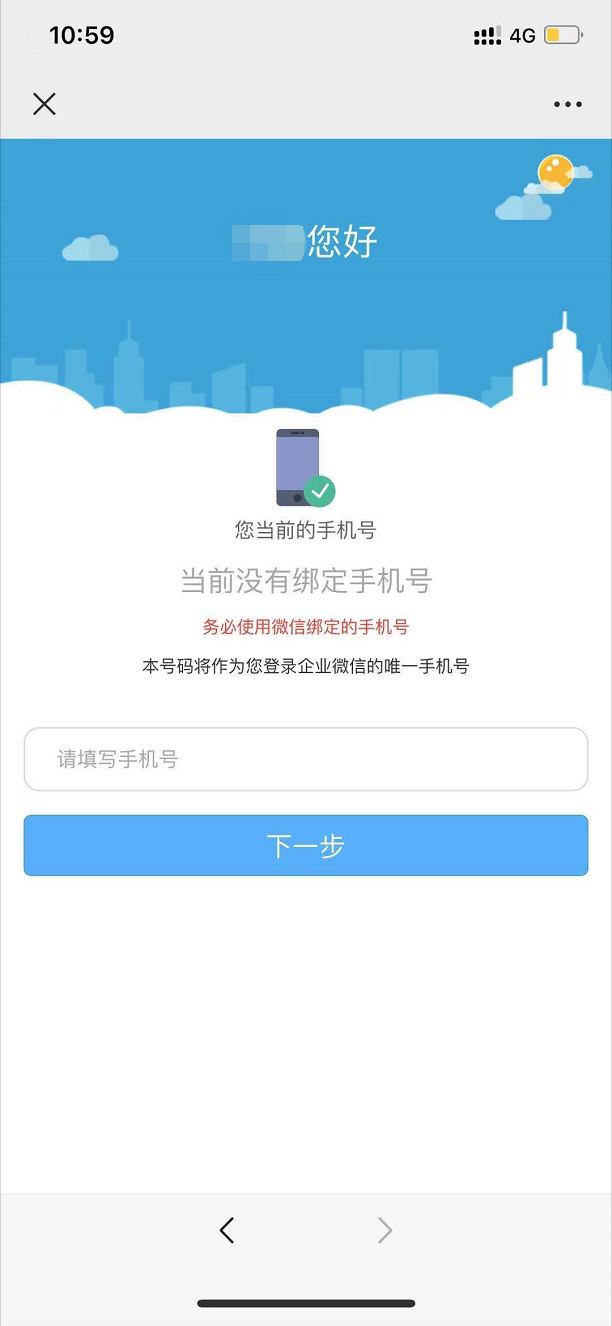 10:59
4G
您好
您当前的手机号
当前没有绑定手机号
务必使用微信绑定的手机号
本号码将作为您登录企业微信的唯一手机号
请填写手机号
下一步